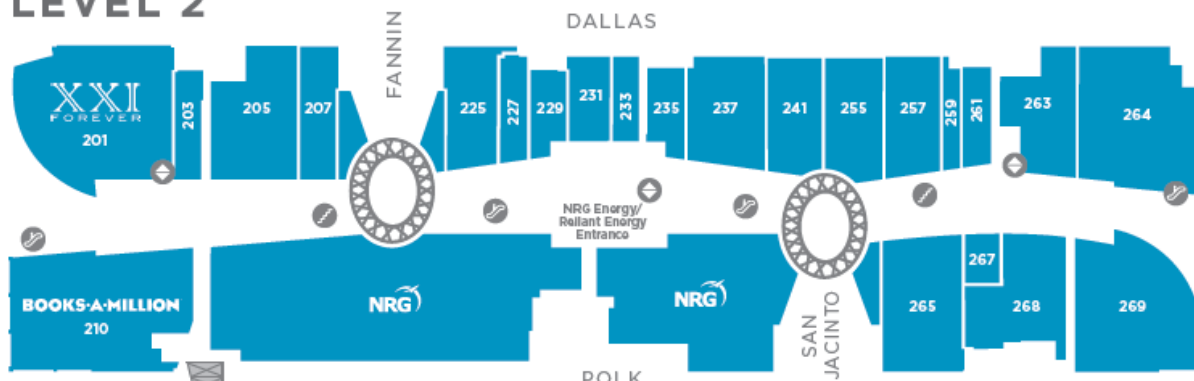 LEVEL 2
DALLAS
FANNIN
XXI
FOREVER
201
203
205
207
225
227
229
231
233
235
237
241
255
257
259
261
263
264
NRG Energy/
Reliant Energy
Entrance
BOOKS-A-MILLION
210
NRG
NRG
SAN
JACINTO
265
267
268
269
POLK